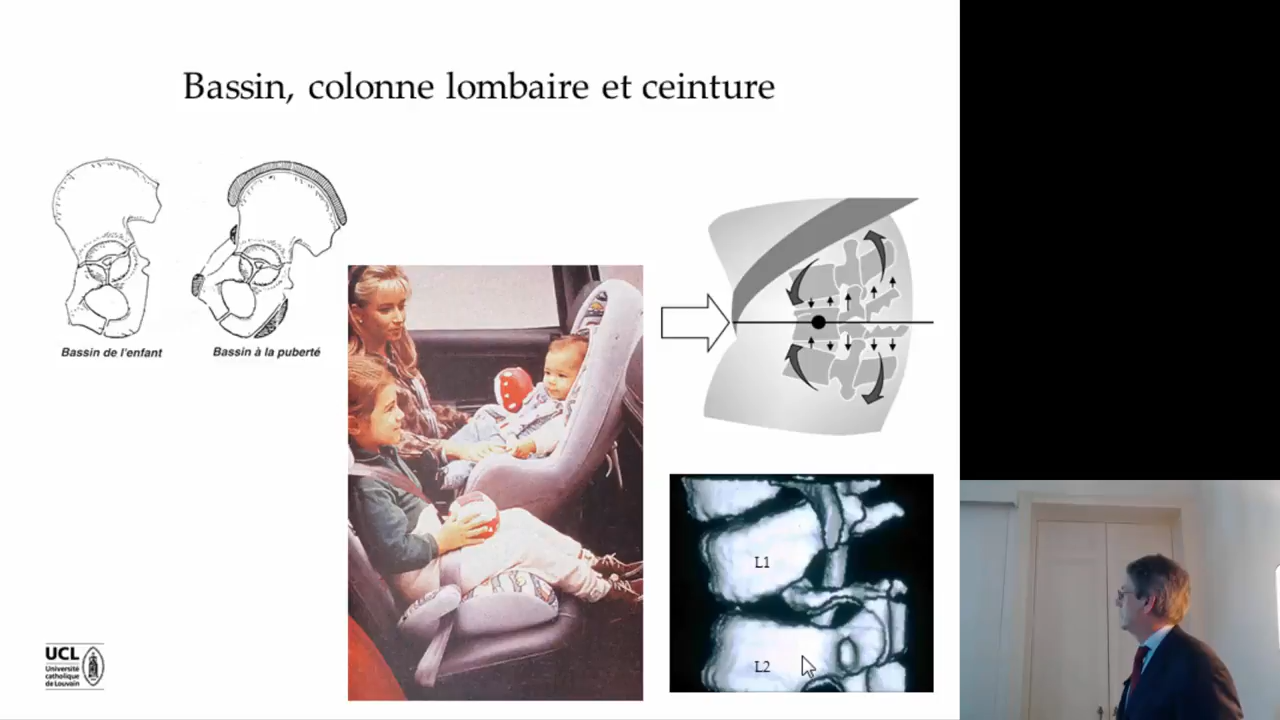 Bassin, colonne lombaire et ceinture
Bassin de l'enfant
Bassin à la puberté
L1
L2
UCL
Université
catholique
de Louvain